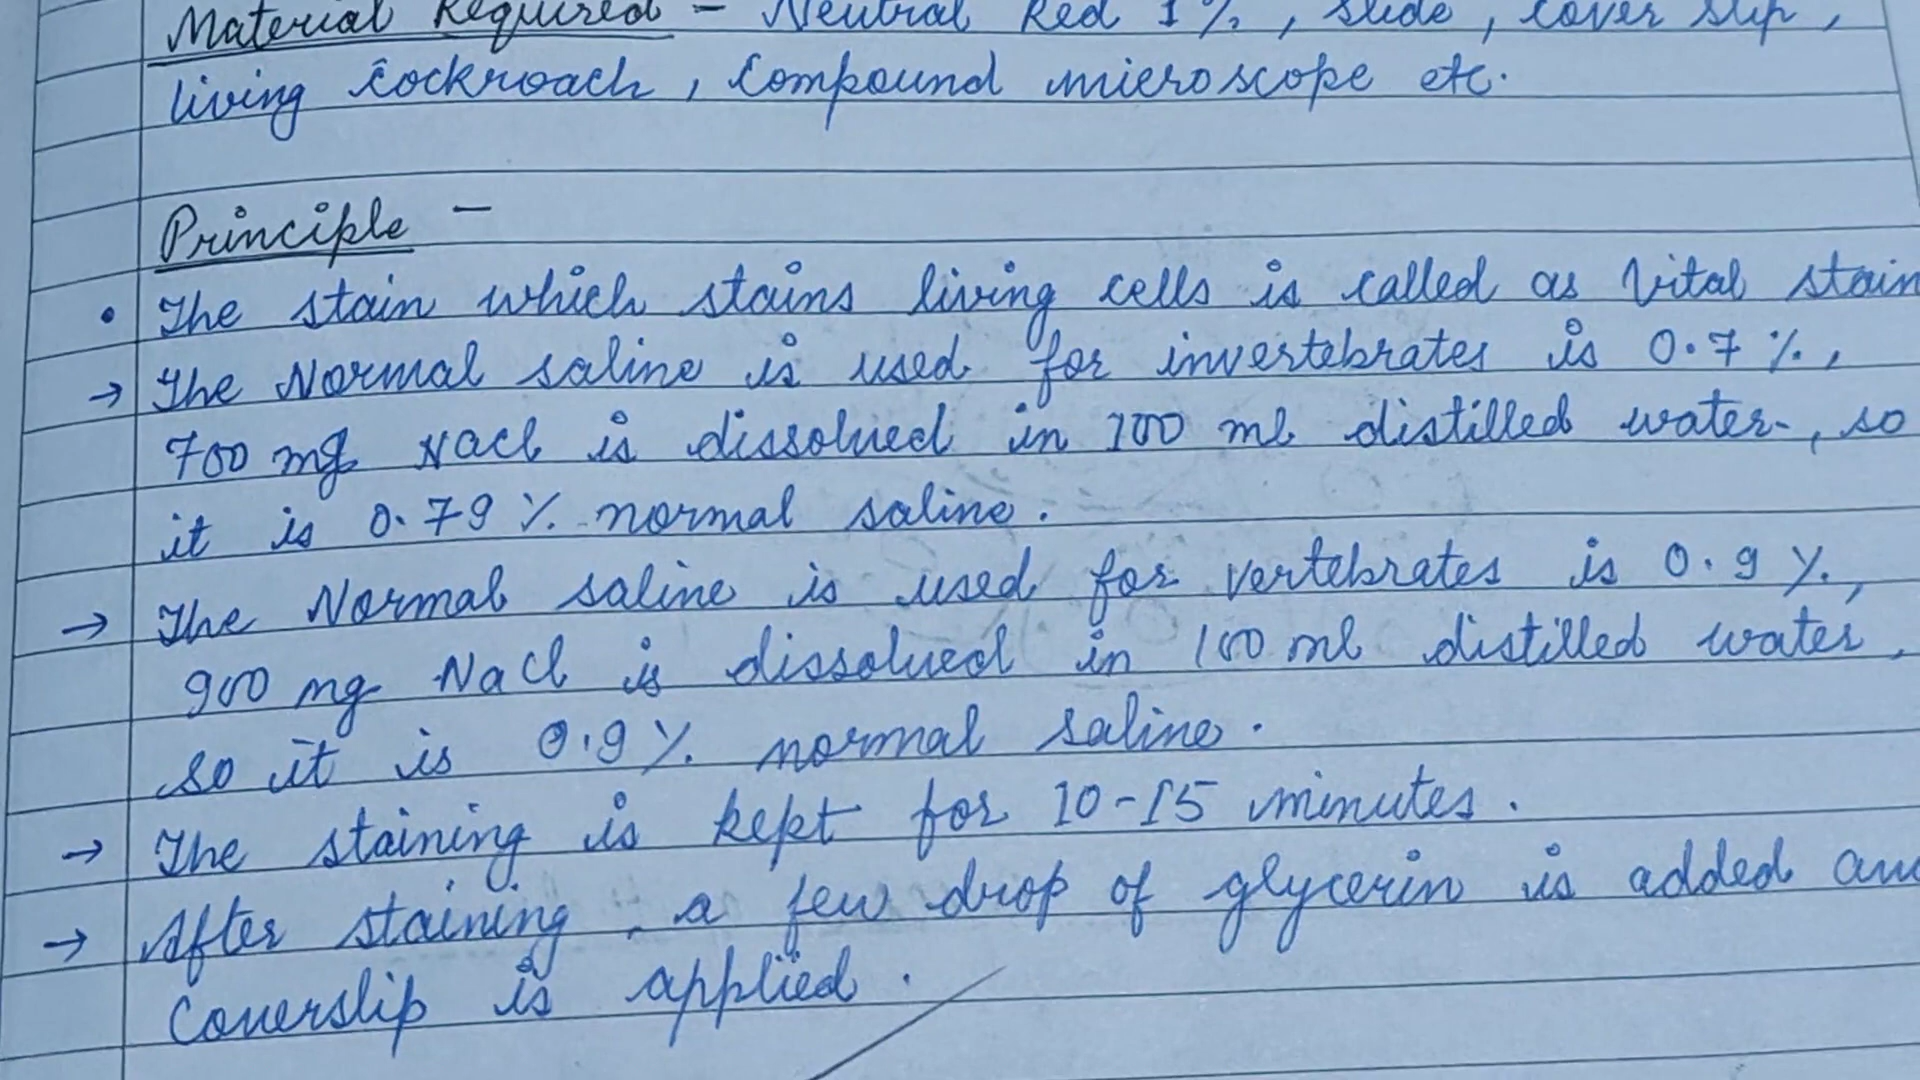 Material Required - Neutral Red 1%, slide, cover slip,
living cockroach, compound microscope etc.
Principle -
• The stain which stains living cells is called as Vital stain
→ The Normal saline is used for invertebrates is 0.7%,
700 mg NaCl is dissolved in 100 ml distilled water, so
it is 0.79% normal saline.
→ The Normal saline is used for vertebrates is 0.9%,
900 mg NaCl is dissolved in 100 ml distilled water,
so it is 0.9% normal saline.
→ The staining is kept for 10-15 minutes.
→ After staining, a few drop of glycerin is added and
Coverslip is applied.